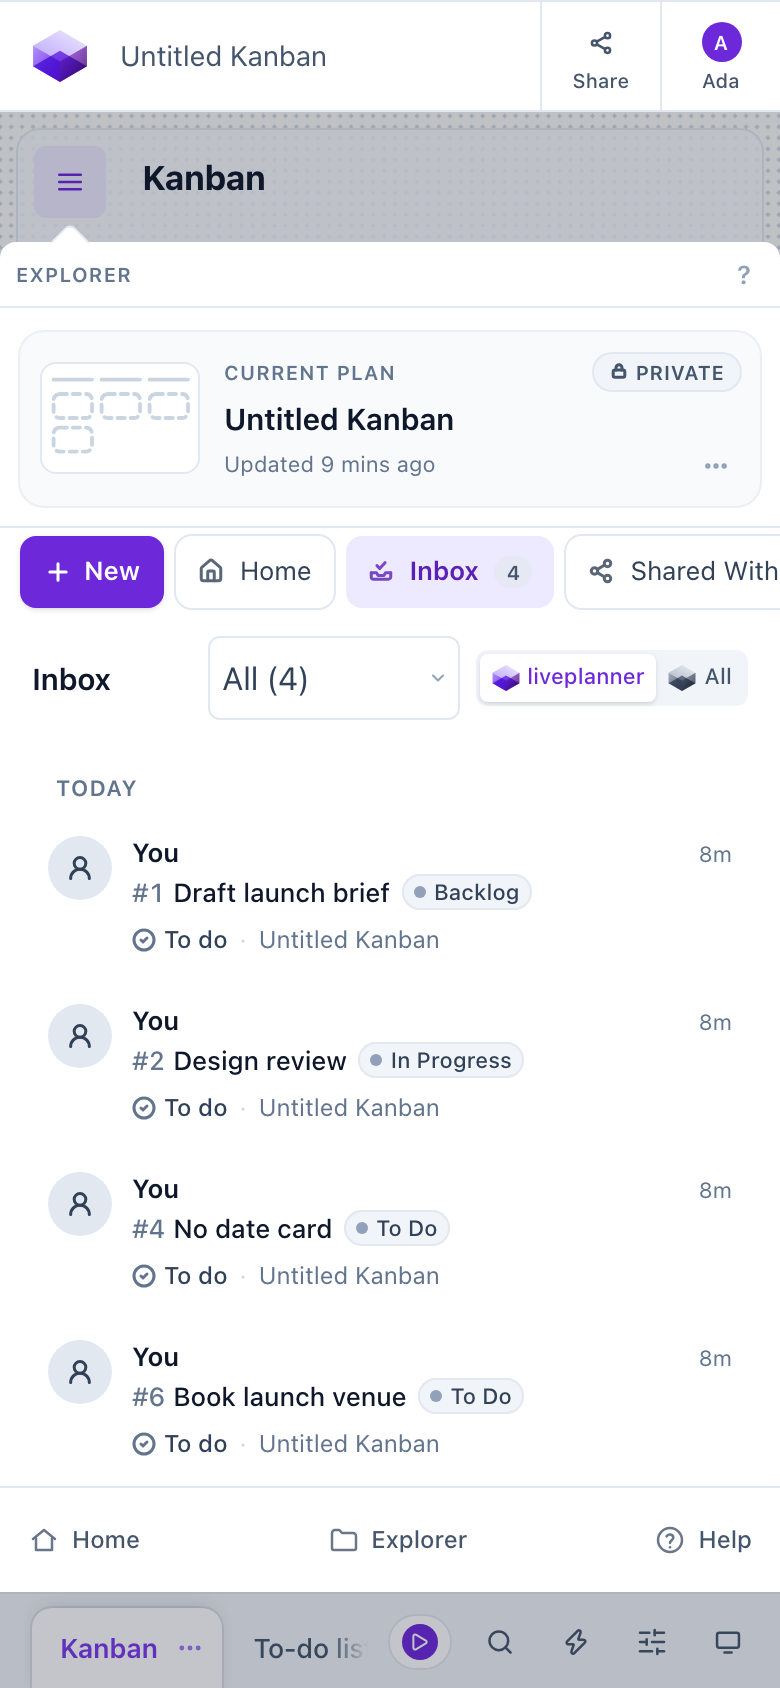 Untitled Kanban
Share
A
Ada
Kanban
EXPLORER
?
CURRENT PLAN
PRIVATE
Untitled Kanban
Updated 9 mins ago
New
Home
Inbox 4
Shared With
Inbox
All (4)
liveplanner
All
TODAY
You 8m
#1 Draft launch brief Backlog
To do · Untitled Kanban
You 8m
#2 Design review In Progress
To do · Untitled Kanban
You 8m
#4 No date card To Do
To do · Untitled Kanban
You 8m
#6 Book launch venue To Do
To do · Untitled Kanban
Home
Explorer
Help
Kanban
To-do lis